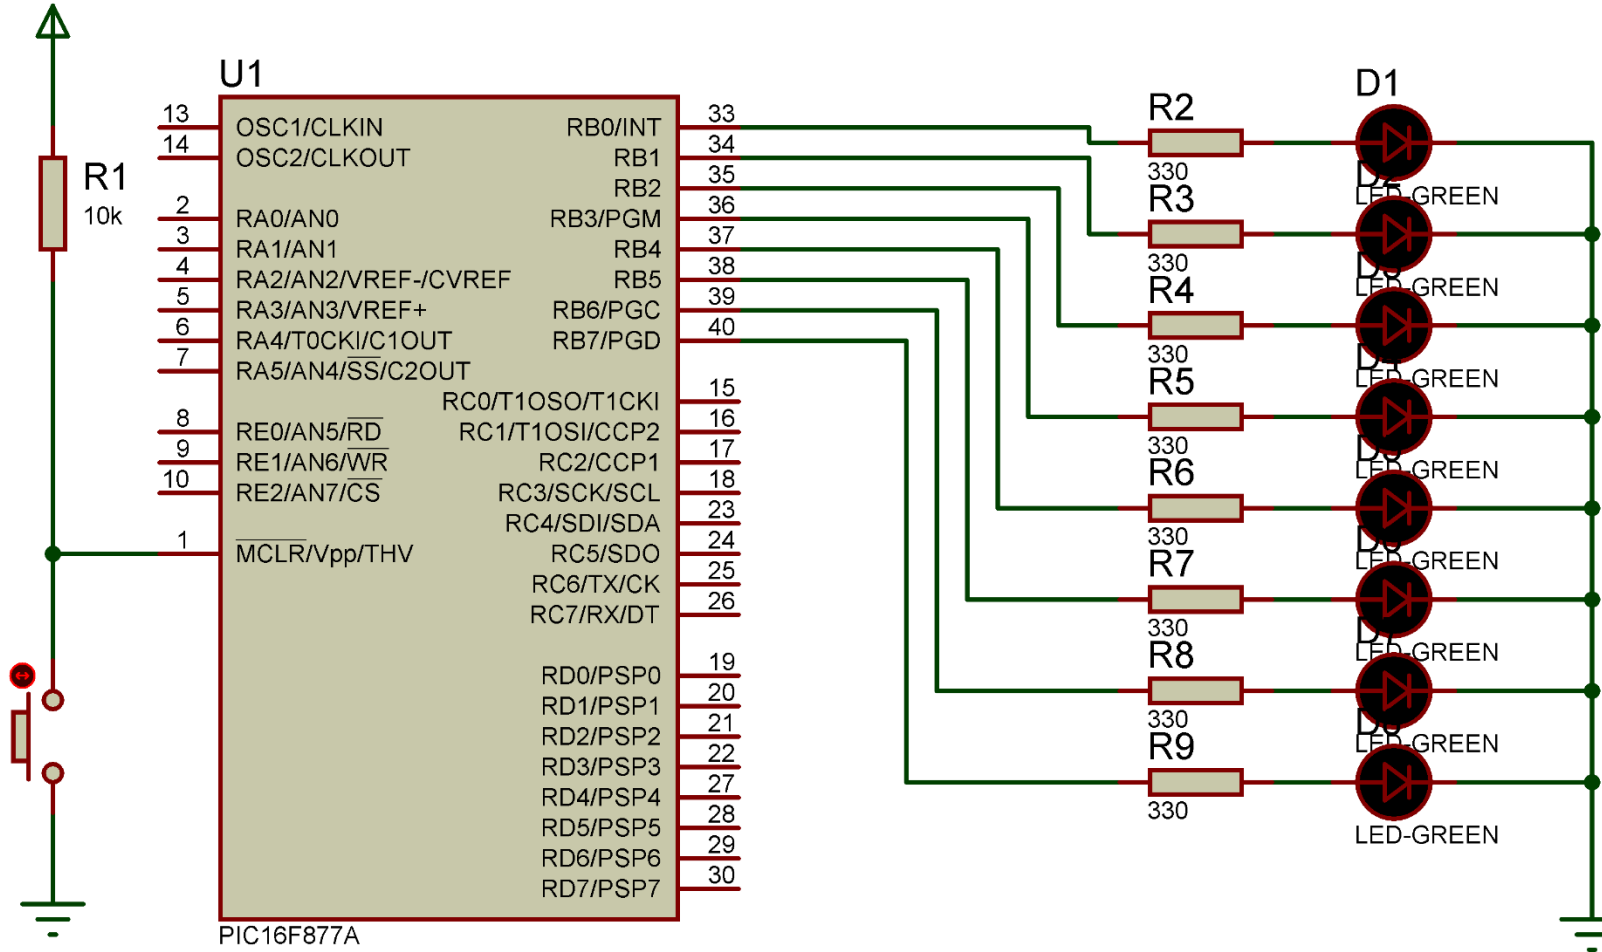 U1
R1
10k
13 OSC1/CLKIN
14 OSC2/CLKOUT
2 RA0/AN0
3 RA1/AN1
4 RA2/AN2/VREF-/CVREF
5 RA3/AN3/VREF+
6 RA4/T0CKI/C1OUT
7 RA5/AN4/SS/C2OUT
8 RE0/AN5/RD
9 RE1/AN6/WR
10 RE2/AN7/CS
1 MCLR/Vpp/THV
RB0/INT 33
RB1 34
RB2 35
RB3/PGM 36
RB4 37
RB5 38
RB6/PGC 39
RB7/PGD 40
RC0/T1OSO/T1CKI 15
RC1/T1OSI/CCP2 16
RC2/CCP1 17
RC3/SCK/SCL 18
RC4/SDI/SDA 23
RC5/SDO 24
RC6/TX/CK 25
RC7/RX/DT 26
RD0/PSP0 19
RD1/PSP1 20
RD2/PSP2 21
RD3/PSP3 22
RD4/PSP4 27
RD5/PSP5 28
RD6/PSP6 29
RD7/PSP7 30
PIC16F877A
R2
330
R3
330
R4
330
R5
330
R6
330
R7
330
R8
330
R9
330
D1
LED-GREEN
D2
LED-GREEN
LED-GREEN
LED-GREEN
LED-GREEN
LED-GREEN
LED-GREEN
LED-GREEN